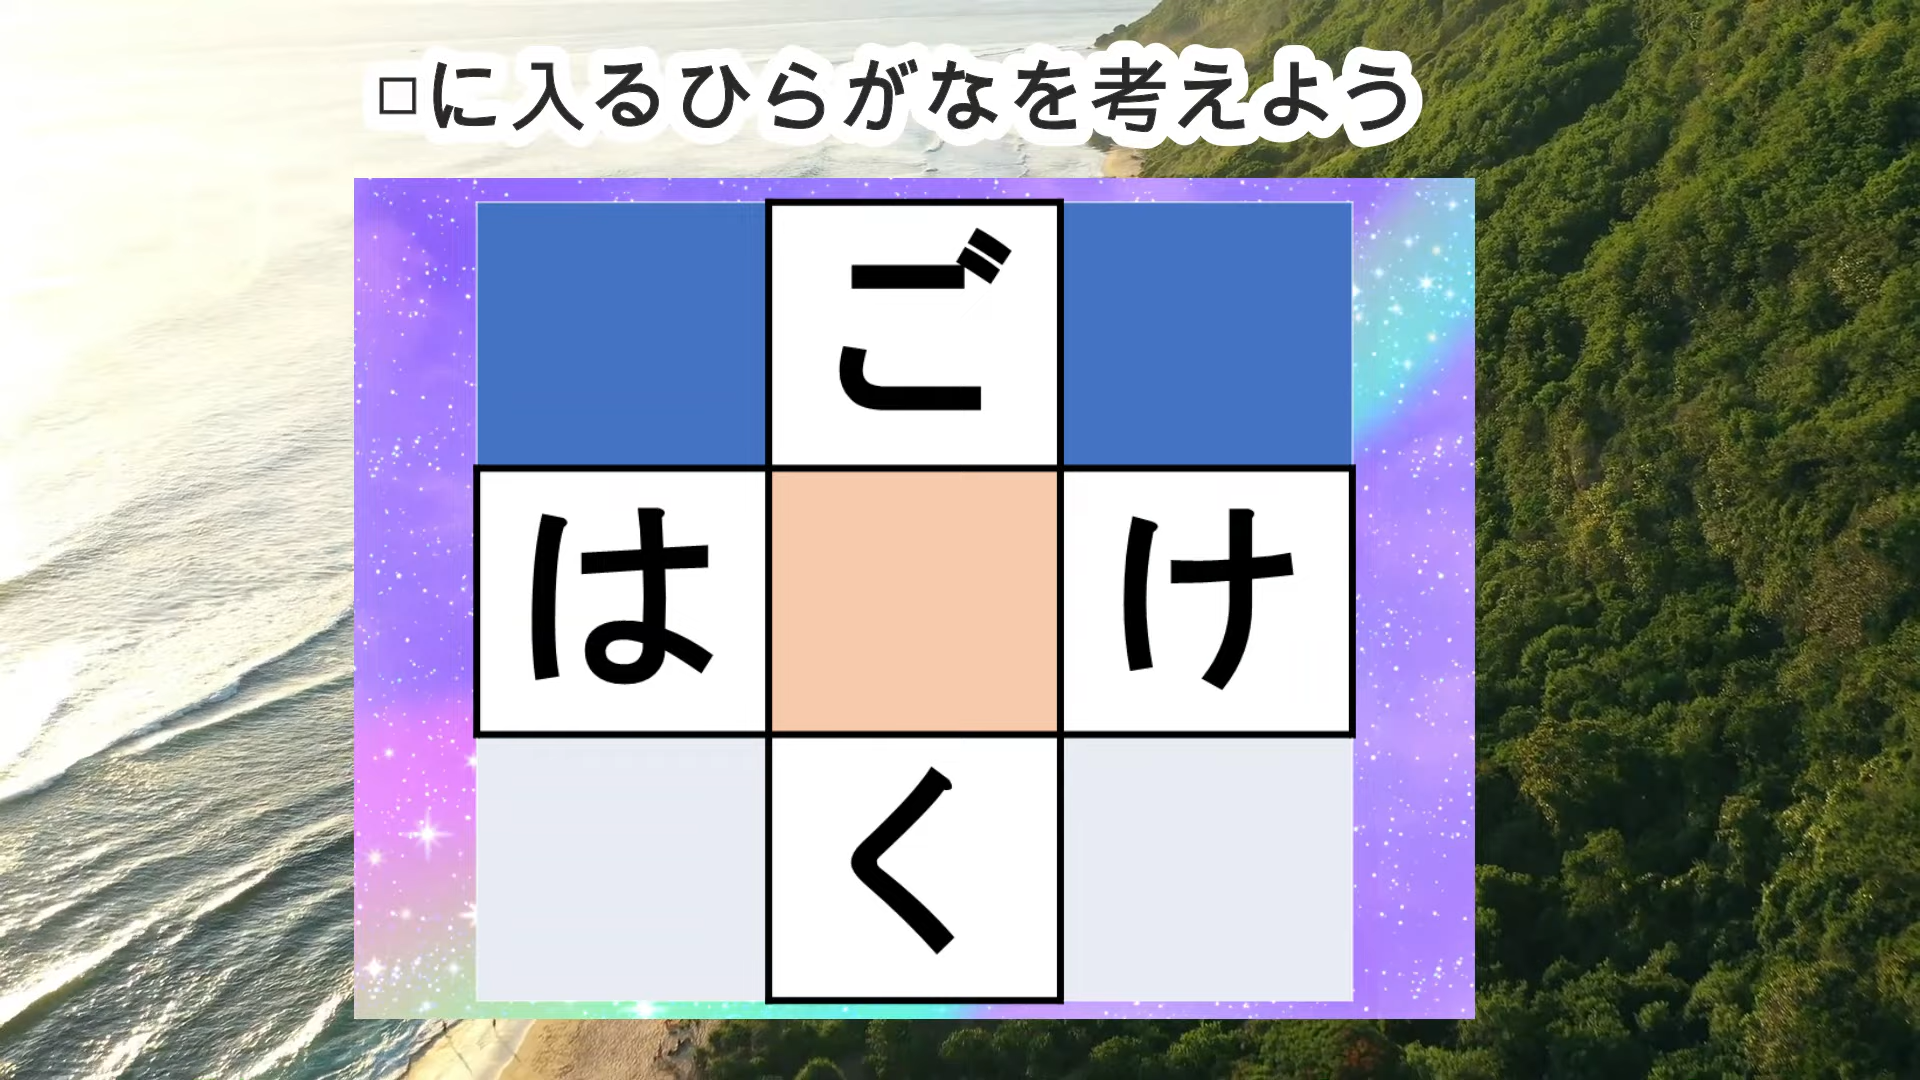 □に入るひらがなを考えよう
ご
は け
く